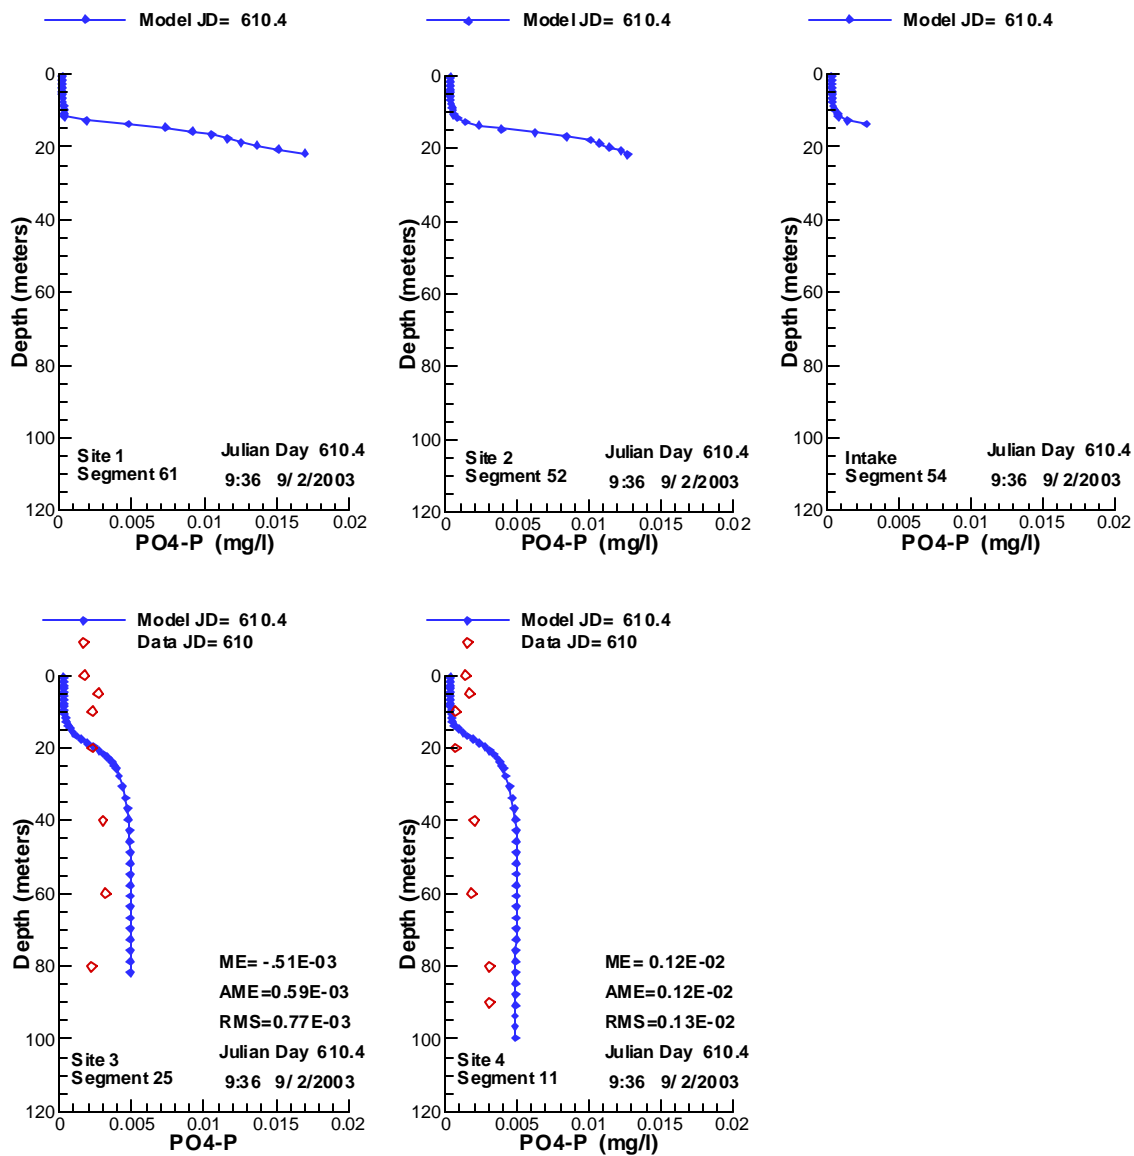 Model JD= 610.4
0
20
40
60
80
100
120
Depth (meters)
Site 1
Segment 61
Julian Day 610.4
9:36 9/ 2/2003
0 0.005 0.01 0.015 0.02
PO4-P (mg/l)
Model JD= 610.4
0
20
40
60
80
100
120
Depth (meters)
Site 2
Segment 52
Julian Day 610.4
9:36 9/ 2/2003
0 0.005 0.01 0.015 0.02
PO4-P (mg/l)
Model JD= 610.4
0
20
40
60
80
100
120
Depth (meters)
Intake
Segment 54
Julian Day 610.4
9:36 9/ 2/2003
0 0.005 0.01 0.015 0.02
PO4-P (mg/l)
Model JD= 610.4
Data JD= 610
0
20
40
60
80
100
120
Depth (meters)
ME= -.51E-03
AME=0.59E-03
RMS=0.77E-03
Site 3
Segment 25
Julian Day 610.4
9:36 9/ 2/2003
0 0.005 0.01 0.015 0.02
PO4-P
Model JD= 610.4
Data JD= 610
0
20
40
60
80
100
120
Depth (meters)
ME= 0.12E-02
AME=0.12E-02
RMS=0.13E-02
Site 4
Segment 11
Julian Day 610.4
9:36 9/ 2/2003
0 0.005 0.01 0.015 0.02
PO4-P (mg/l)